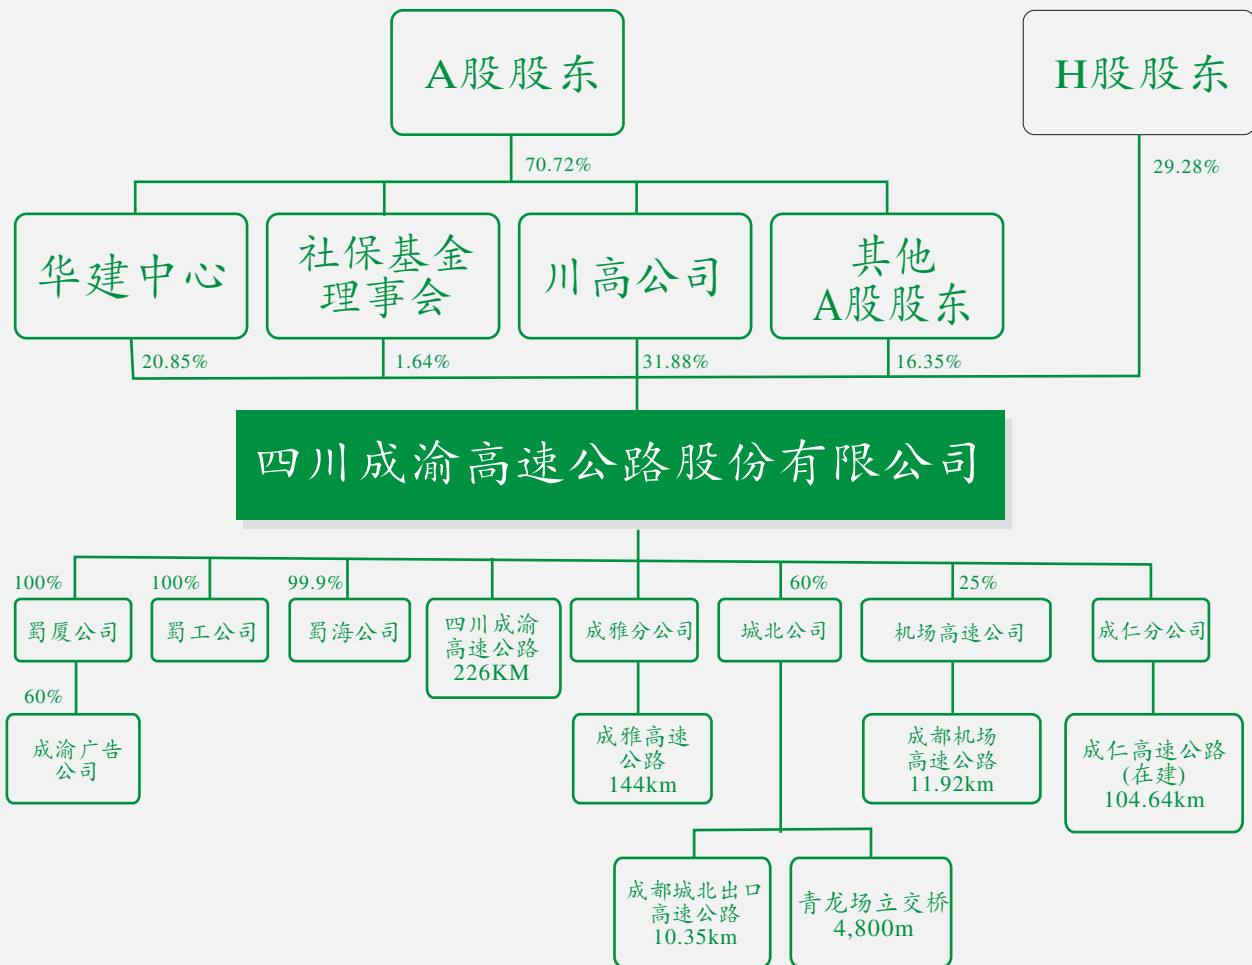 A股股东
H股股东
70.72%
29.28%
华建中心
社保基金
理事会
川高公司
其他
A股股东
20.85%
1.64%
31.88%
16.35%
四川成渝高速公路股份有限公司
100%
100%
99.9%
60%
25%
蜀厦公司
蜀工公司
蜀海公司
四川成渝
高速公路
226KM
成雅分公司
城北公司
机场高速公司
成仁分公司
60%
成渝广告
公司
成雅高速
公路
144km
成都机场
高速公路
11.92km
成仁高速公路
(在建)
104.64km
成都城北出口
高速公路
10.35km
青龙场立交桥
4,800m